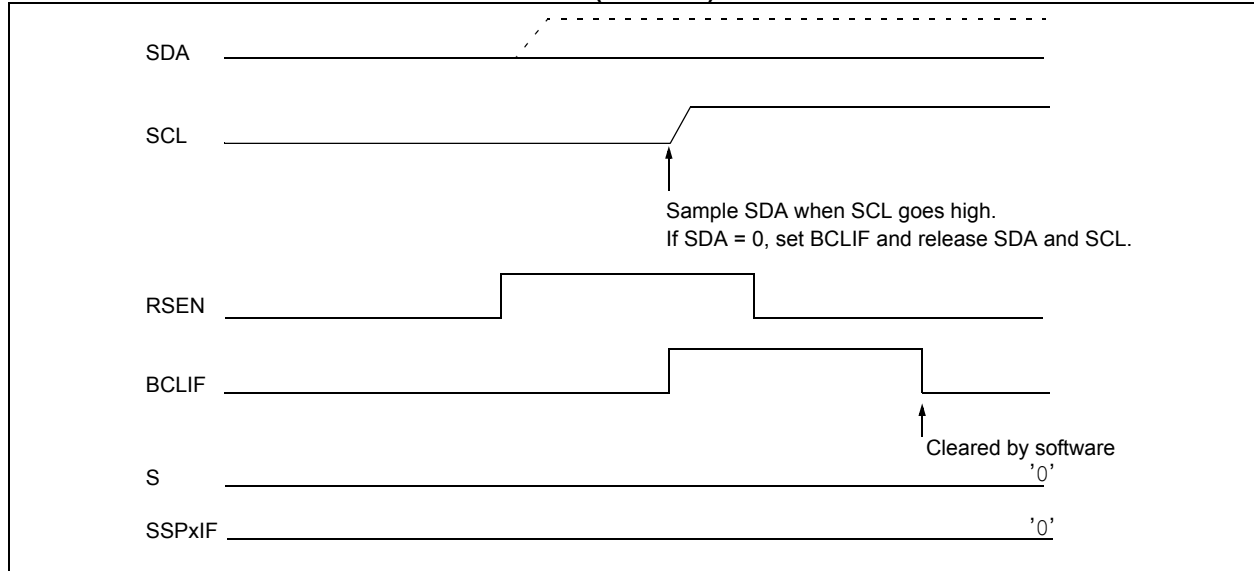 SDA
SCL
Sample SDA when SCL goes high.
If SDA = 0, set BCLIF and release SDA and SCL.
RSEN
BCLIF
Cleared by software
S
'0'
SSPxIF
'0'